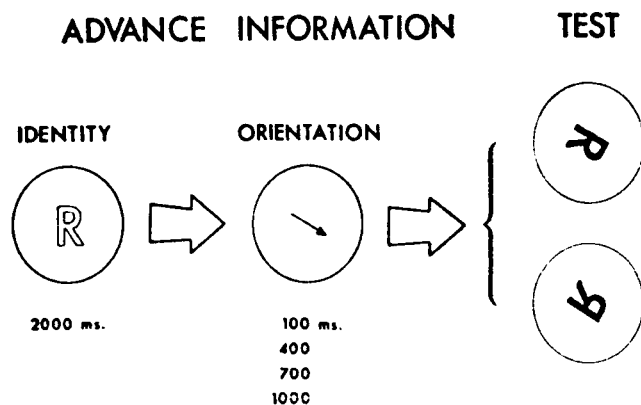 ADVANCE INFORMATION TEST
IDENTITY ORIENTATION
R
R
R
2000 ms. 100 ms.
400
700
1000